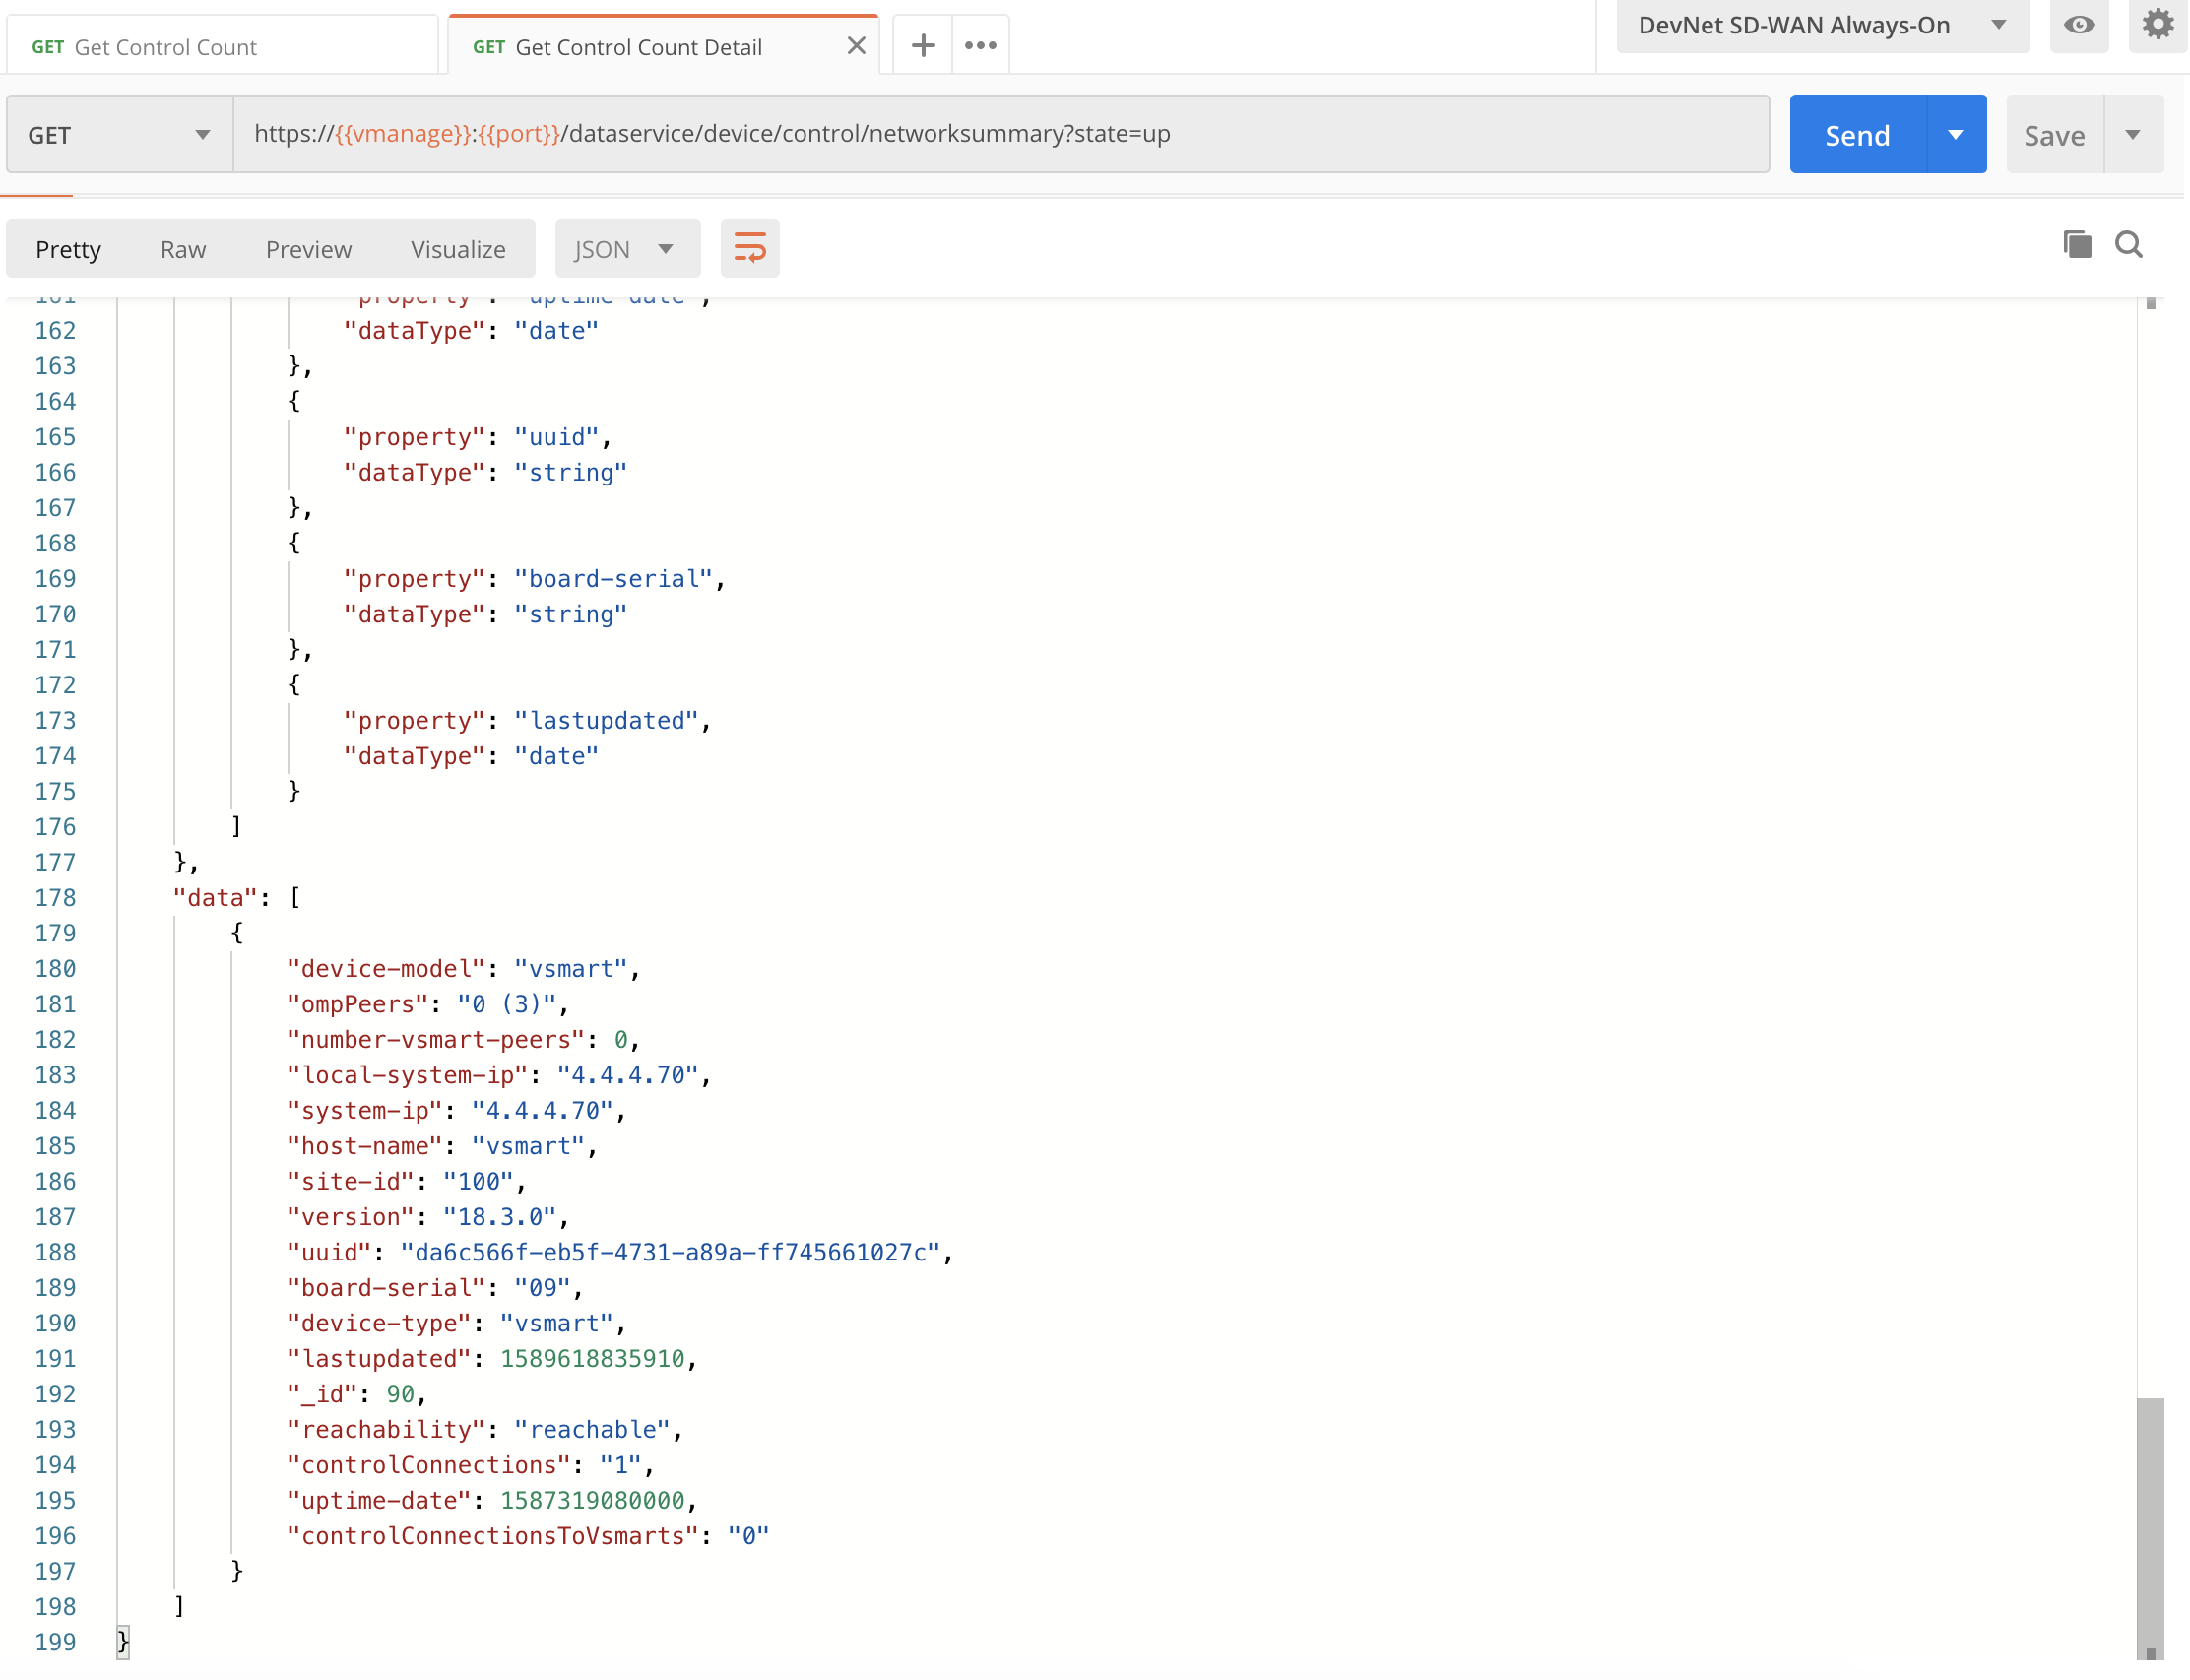 GET Get Control Count
GET Get Control Count Detail
DevNet SD-WAN Always-On
GET https://{{vmanage}}:{{port}}/dataservice/device/control/networksummary?state=up
Send
Save
Pretty Raw Preview Visualize JSON
161 "property": "uptime-date",
162 "dataType": "date"
163 },
164 {
165 "property": "uuid",
166 "dataType": "string"
167 },
168 {
169 "property": "board-serial",
170 "dataType": "string"
171 },
172 {
173 "property": "lastupdated",
174 "dataType": "date"
175 }
176 ]
177 },
178 "data": [
179 {
180 "device-model": "vsmart",
181 "ompPeers": "0 (3)",
182 "number-vsmart-peers": 0,
183 "local-system-ip": "4.4.4.70",
184 "system-ip": "4.4.4.70",
185 "host-name": "vsmart",
186 "site-id": "100",
187 "version": "18.3.0",
188 "uuid": "da6c566f-eb5f-4731-a89a-ff745661027c",
189 "board-serial": "09",
190 "device-type": "vsmart",
191 "lastupdated": 1589618835910,
192 "_id": 90,
193 "reachability": "reachable",
194 "controlConnections": "1",
195 "uptime-date": 1587319080000,
196 "controlConnectionsToVsmarts": "0"
197 }
198 ]
199 }